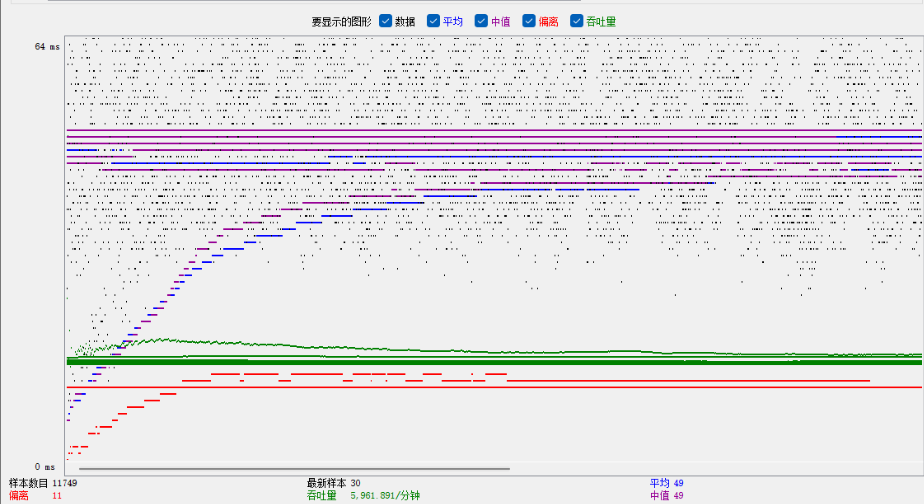 要显示的图形 数据 平均 中值 偏离 吞吐量
64 ms
0 ms
样本数目 11749 最新样本 30 平均 49
偏离 11 吞吐量 5,961.891/分钟 中值 49